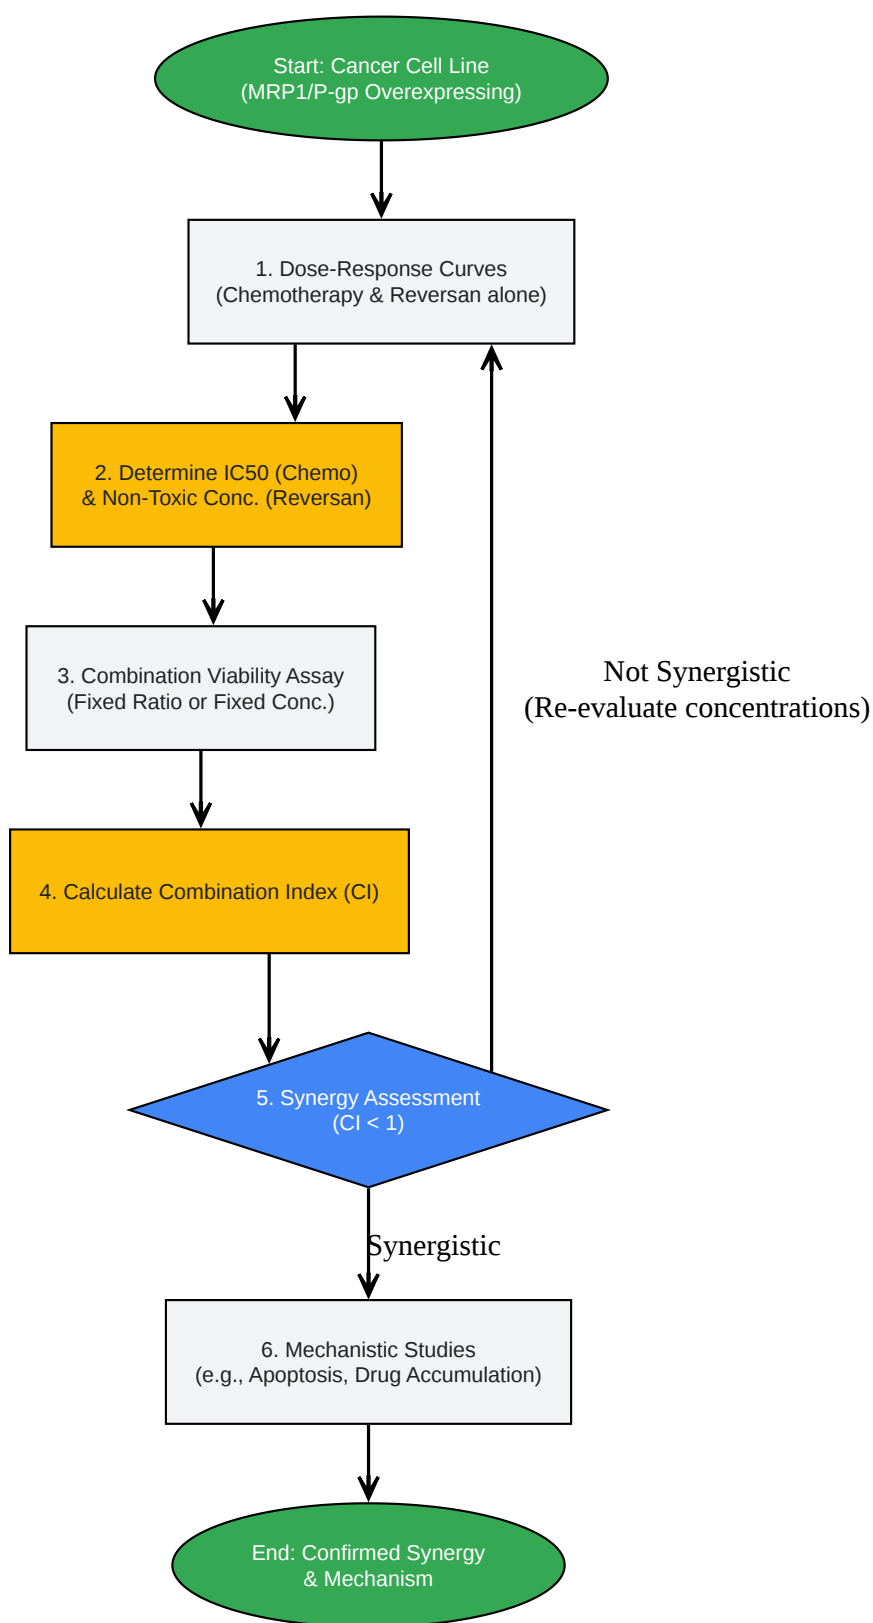 Start: Cancer Cell Line
(MRP1/P-gp Overexpressing)
1. Dose-Response Curves
(Chemotherapy & Reversan alone)
2. Determine IC50 (Chemo)
& Non-Toxic Conc. (Reversan)
3. Combination Viability Assay
(Fixed Ratio or Fixed Conc.)
Not Synergistic
(Re-evaluate concentrations)
4. Calculate Combination Index (CI)
5. Synergy Assessment
(CI < 1)
Synergistic
6. Mechanistic Studies
(e.g., Apoptosis, Drug Accumulation)
End: Confirmed Synergy
& Mechanism